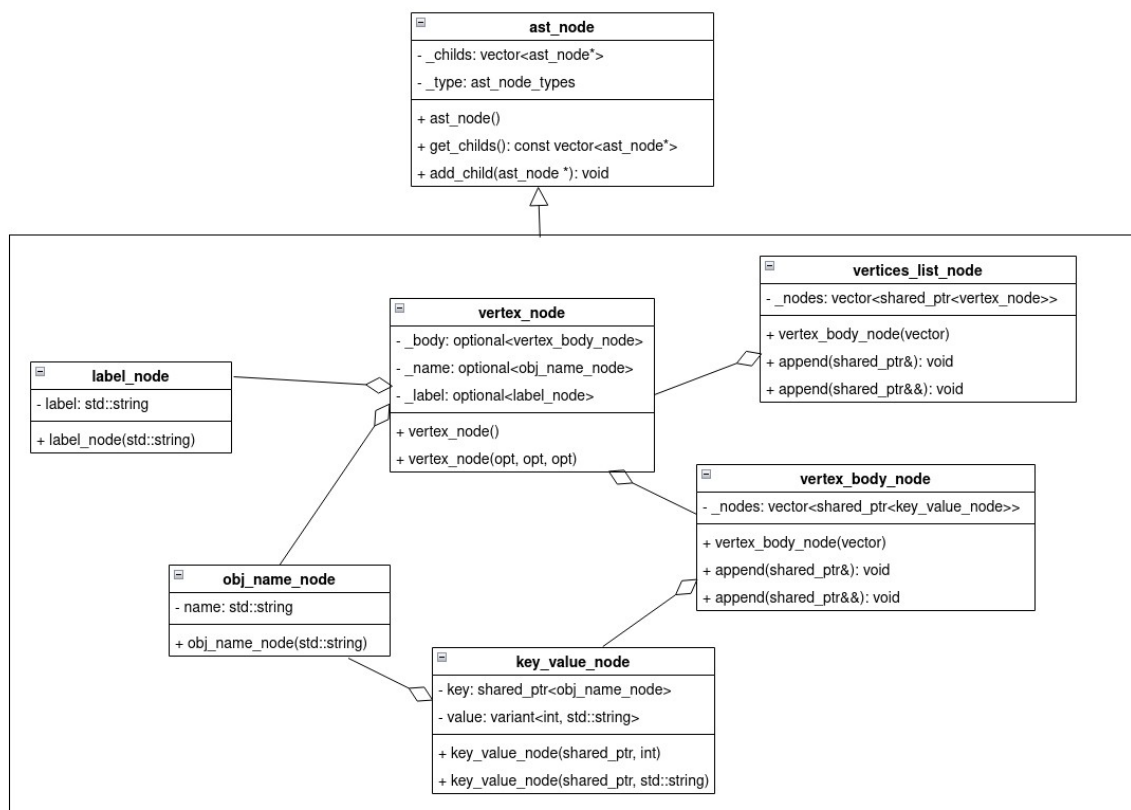 ast_node
- _childs: vector<ast_node*>
- _type: ast_node_types
+ ast_node()
+ get_childs(): const vector<ast_node*>
+ add_child(ast_node *): void
vertices_list_node
- _nodes: vector<shared_ptr<vertex_node>>
+ vertex_body_node(vector)
+ append(shared_ptr&): void
+ append(shared_ptr&&): void
vertex_node
- _body: optional<vertex_body_node>
- _name: optional<obj_name_node>
- _label: optional<label_node>
+ vertex_node()
+ vertex_node(opt, opt, opt)
label_node
- label: std::string
+ label_node(std::string)
vertex_body_node
- _nodes: vector<shared_ptr<key_value_node>>
+ vertex_body_node(vector)
+ append(shared_ptr&): void
+ append(shared_ptr&&): void
obj_name_node
- name: std::string
+ obj_name_node(std::string)
key_value_node
- key: shared_ptr<obj_name_node>
- value: variant<int, std::string>
+ key_value_node(shared_ptr, int)
+ key_value_node(shared_ptr, std::string)